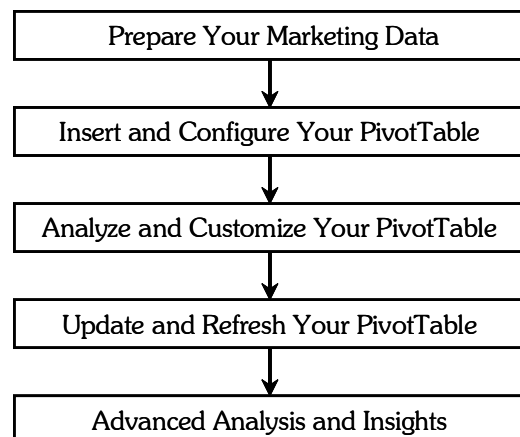 Prepare Your Marketing Data
Insert and Configure Your PivotTable
Analyze and Customize Your PivotTable
Update and Refresh Your PivotTable
Advanced Analysis and Insights